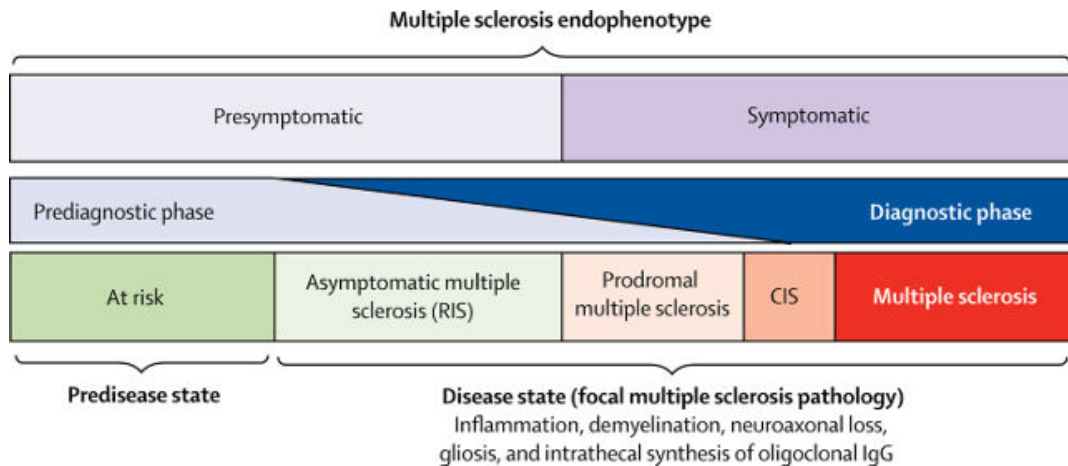 Multiple sclerosis endophenotype
Presymptomatic
Symptomatic
Prediagnostic phase
Diagnostic phase
At risk
Asymptomatic multiple
sclerosis (RIS)
Prodromal
multiple sclerosis
CIS
Multiple sclerosis
Predisease state
Disease state (focal multiple sclerosis pathology)
Inflammation, demyelination, neuroaxonal loss,
gliosis, and intrathecal synthesis of oligoclonal IgG